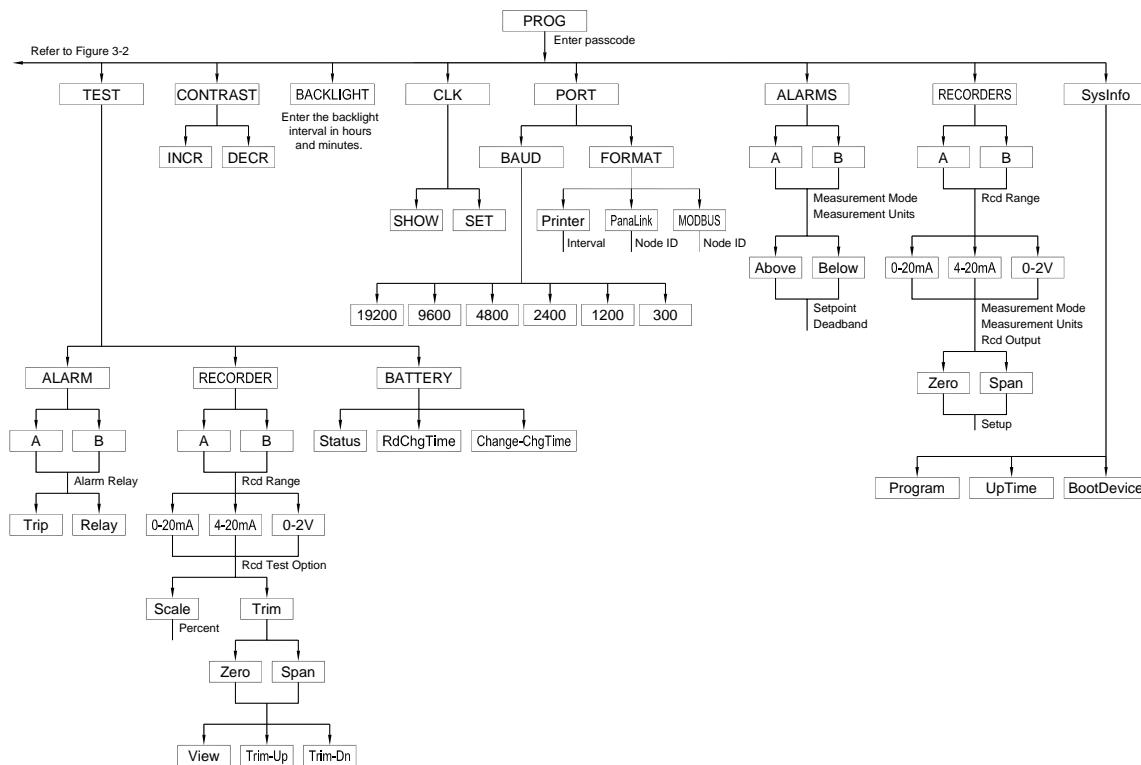 PROG
Enter passcode
Refer to Figure 3-2
TEST
CONTRAST
BACKLIGHT
CLK
PORT
ALARMS
RECORDERS
SysInfo
Enter the backlight
interval in hours
and minutes.
INCR
DECR
BAUD
FORMAT
A
B
A
B
Measurement Mode
Measurement Units
Rcd Range
SHOW
SET
Printer
PanaLink
MODBUS
Interval
Node ID
Node ID
Above
Below
0-20mA
4-20mA
0-2V
Setpoint
Deadband
Measurement Mode
Measurement Units
Rcd Output
19200
9600
4800
2400
1200
300
ALARM
RECORDER
BATTERY
Zero
Span
Setup
A
B
A
B
Status
RdChgTime
Change-ChgTime
Alarm Relay
Rcd Range
Program
UpTime
BootDevice
Trip
Relay
0-20mA
4-20mA
0-2V
Rcd Test Option
Scale
Trim
Percent
Zero
Span
View
Trim-Up
Trim-Dn